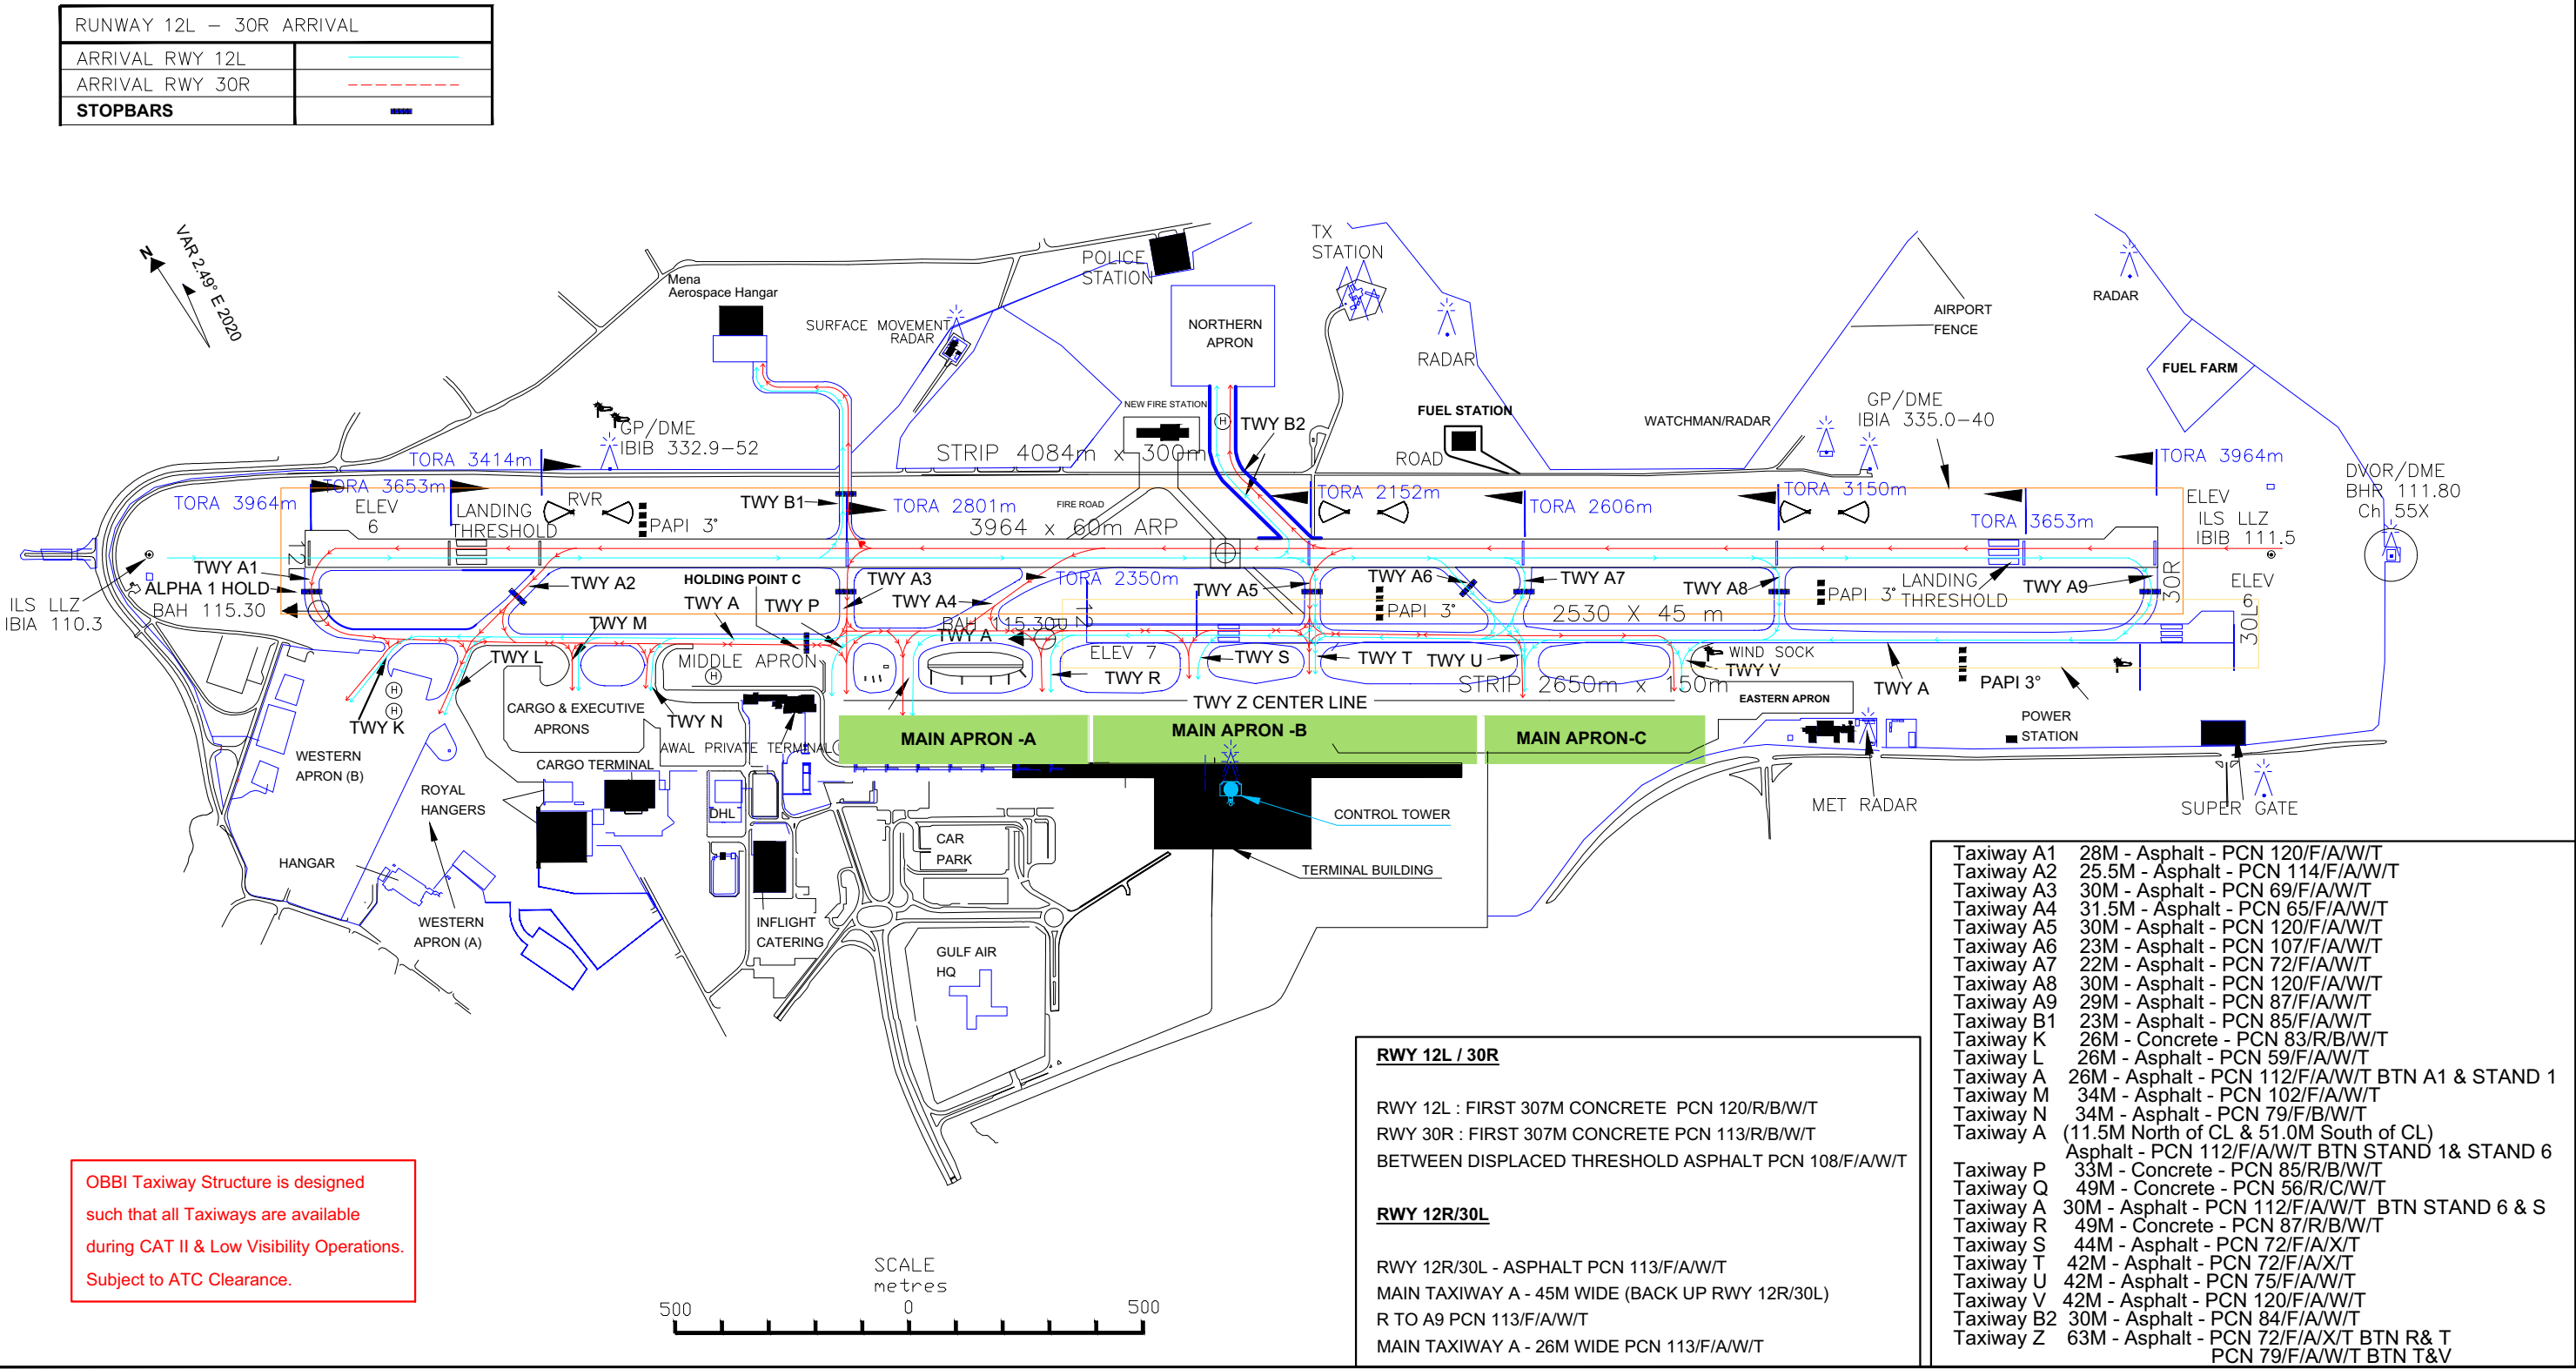 RUNWAY 12L – 30R ARRIVAL
ARRIVAL RWY 12L
ARRIVAL RWY 30R
STOPBARS
N
VAR 2.49° E 2020
Mena
Aerospace Hangar
SURFACE MOVEMENT
RADAR
POLICE
STATION
TX
STATION
NORTHERN
APRON
RADAR
AIRPORT
FENCE
RADAR
FUEL FARM
NEW FIRE STATION
H
TWY B2
FUEL STATION
WATCHMAN/RADAR
GP/DME
IBIA 335.0–40
GP/DME
IBIB 332.9–52
STRIP 4084m x 300m
ROAD
TORA 3414m
TORA 3964m
TORA 3653m
ELEV
6
LANDING
THRESHOLD
RVR
PAPI 3°
TWY B1
TORA 2801m
FIRE ROAD
3964 x 60m ARP
TORA 2152m
TORA 2606m
TORA 3150m
TORA 3653m
TORA 3964m
ELEV
ILS LLZ
IBIB 111.5
DVOR/DME
BHR 111.80
Ch 55X
TWY A1
ALPHA 1 HOLD
BAH 115.30
ILS LLZ
IBIA 110.3
TWY A2
HOLDING POINT C
TWY A
TWY P
TWY A3
TWY A4
TORA 2350m
TWY A5
TWY A6
TWY A7
TWY A8
TWY A9
PAPI 3°
PAPI 3°
LANDING
THRESHOLD
30R
ELEV
6
30L
2530 X 45 m
BAH 115.30
TWY A
TWY M
TWY L
MIDDLE APRON
H
ELEV 7
TWY R
TWY S
TWY T
TWY U
WIND SOCK
TWY V
TWY A
PAPI 3°
STRIP 2650m x 150m
TWY Z CENTER LINE
EASTERN APRON
TWY K
H
H
CARGO & EXECUTIVE
APRONS
TWY N
AWAL PRIVATE TERMINAL
MAIN APRON -A
MAIN APRON -B
MAIN APRON-C
POWER
STATION
WESTERN
APRON (B)
CARGO TERMINAL
ROYAL
HANGERS
DHL
CAR
PARK
CONTROL TOWER
TERMINAL BUILDING
MET RADAR
SUPER GATE
HANGAR
WESTERN
APRON (A)
INFLIGHT
CATERING
GULF AIR
HQ
Taxiway A1 28M - Asphalt - PCN 120/F/A/W/T
Taxiway A2 25.5M - Asphalt - PCN 114/F/A/W/T
Taxiway A3 30M - Asphalt - PCN 69/F/A/W/T
Taxiway A4 31.5M - Asphalt - PCN 65/F/A/W/T
Taxiway A5 30M - Asphalt - PCN 120/F/A/W/T
Taxiway A6 23M - Asphalt - PCN 107/F/A/W/T
Taxiway A7 22M - Asphalt - PCN 72/F/A/W/T
Taxiway A8 30M - Asphalt - PCN 120/F/A/W/T
Taxiway A9 29M - Asphalt - PCN 87/F/A/W/T
Taxiway B1 23M - Asphalt - PCN 85/F/A/W/T
Taxiway K 26M - Concrete - PCN 83/R/B/W/T
Taxiway L 26M - Asphalt - PCN 59/F/A/W/T
Taxiway A 26M - Asphalt - PCN 112/F/A/W/T BTN A1 & STAND 1
Taxiway M 34M - Asphalt - PCN 102/F/A/W/T
Taxiway N 34M - Asphalt - PCN 79/F/B/W/T
Taxiway A (11.5M North of CL & 51.0M South of CL)
Asphalt - PCN 112/F/A/W/T BTN STAND 1& STAND 6
Taxiway P 33M - Concrete - PCN 85/R/B/W/T
Taxiway Q 49M - Concrete - PCN 56/R/C/W/T
Taxiway A 30M - Asphalt - PCN 112/F/A/W/T BTN STAND 6 & S
Taxiway R 49M - Concrete - PCN 87/R/B/W/T
Taxiway S 44M - Asphalt - PCN 72/F/A/X/T
Taxiway T 42M - Asphalt - PCN 72/F/A/X/T
Taxiway U 42M - Asphalt - PCN 75/F/A/W/T
Taxiway V 42M - Asphalt - PCN 120/F/A/W/T
Taxiway B2 30M - Asphalt - PCN 84/F/A/W/T
Taxiway Z 63M - Asphalt - PCN 72/F/A/X/T BTN R& T
PCN 79/F/A/W/T BTN T&V
RWY 12L / 30R
RWY 12L : FIRST 307M CONCRETE PCN 120/R/B/W/T
RWY 30R : FIRST 307M CONCRETE PCN 113/R/B/W/T
BETWEEN DISPLACED THRESHOLD ASPHALT PCN 108/F/A/W/T
RWY 12R/30L
RWY 12R/30L - ASPHALT PCN 113/F/A/W/T
MAIN TAXIWAY A - 45M WIDE (BACK UP RWY 12R/30L)
R TO A9 PCN 113/F/A/W/T
MAIN TAXIWAY A - 26M WIDE PCN 113/F/A/W/T
OBBI Taxiway Structure is designed
such that all Taxiways are available
during CAT II & Low Visibility Operations.
Subject to ATC Clearance.
SCALE
metres
500 0 500